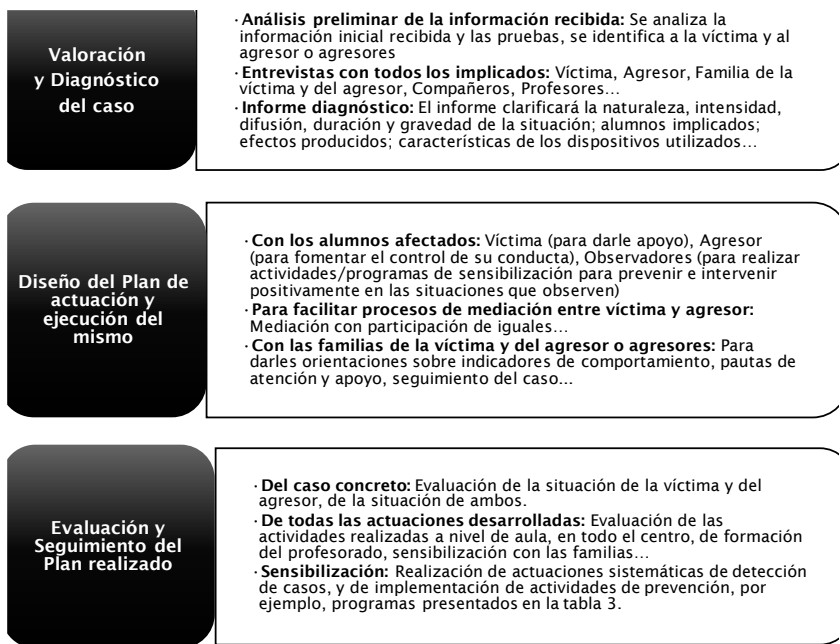 Valoración
y Diagnóstico
del caso
· Análisis preliminar de la información recibida: Se analiza la
información inicial recibida y las pruebas, se identifica a la víctima y al
agresor o agresores
· Entrevistas con todos los implicados: Víctima, Agresor, Familia de la
víctima y del agresor, Compañeros, Profesores...
· Informe diagnóstico: El informe clarificará la naturaleza, intensidad,
difusión, duración y gravedad de la situación; alumnos implicados;
efectos producidos; características de los dispositivos utilizados...
Diseño del Plan de
actuación y
ejecución del
mismo
· Con los alumnos afectados: Víctima (para darle apoyo), Agresor
(para fomentar el control de su conducta), Observadores (para realizar
actividades/programas de sensibilización para prevenir e intervenir
positivamente en las situaciones que observen)
· Para facilitar procesos de mediación entre víctima y agresor:
Mediación con participación de iguales...
· Con las familias de la víctima y del agresor o agresores: Para
darles orientaciones sobre indicadores de comportamiento, pautas de
atención y apoyo, seguimiento del caso...
Evaluación y
Seguimiento del
Plan realizado
· Del caso concreto: Evaluación de la situación de la víctima y del
agresor, de la situación de ambos.
· De todas las actuaciones desarrolladas: Evaluación de las
actividades realizadas a nivel de aula, en todo el centro, de formación
del profesorado, sensibilización con las familias...
· Sensibilización: Realización de actuaciones sistemáticas de detección
de casos, y de implementación de actividades de prevención, por
ejemplo, programas presentados en la tabla 3.